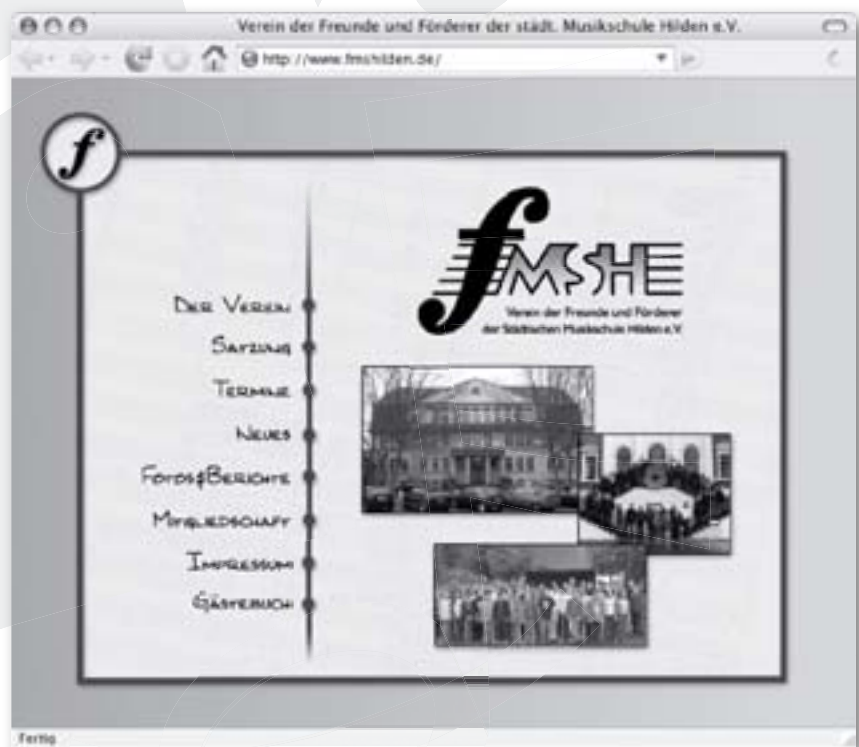 Verein der Freunde und Förderer der städt. Musikschule Hilden e.V.
http://www.fmshilden.de/
f
fMSH
Verein der Freunde und Förderer
der Städtischen Musikschule Hilden e.V.
Der Verein
Satzung
Termine
Neues
Fotos&Berichte
Mitgliedschaft
Impressum
Gästebuch
Fertig